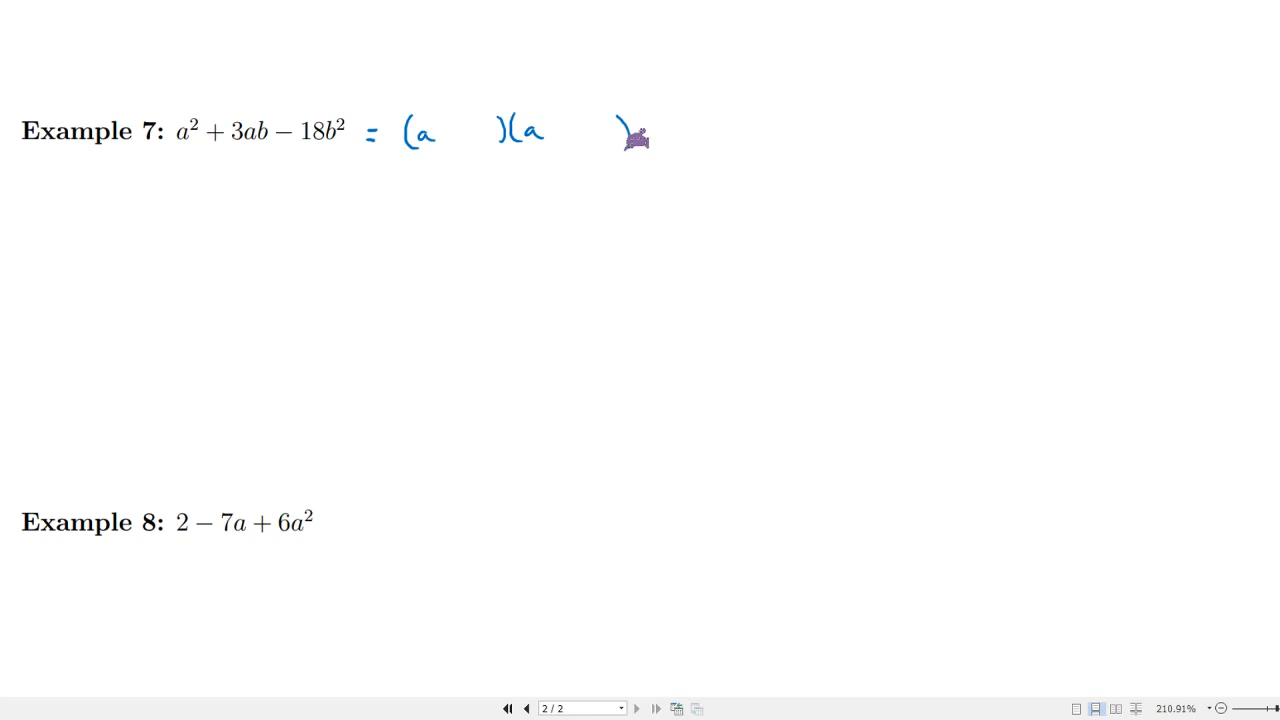 Example 7: a² + 3ab − 18b² = (a )(a )
Example 8: 2 − 7a + 6a²
2 / 2
210.91%